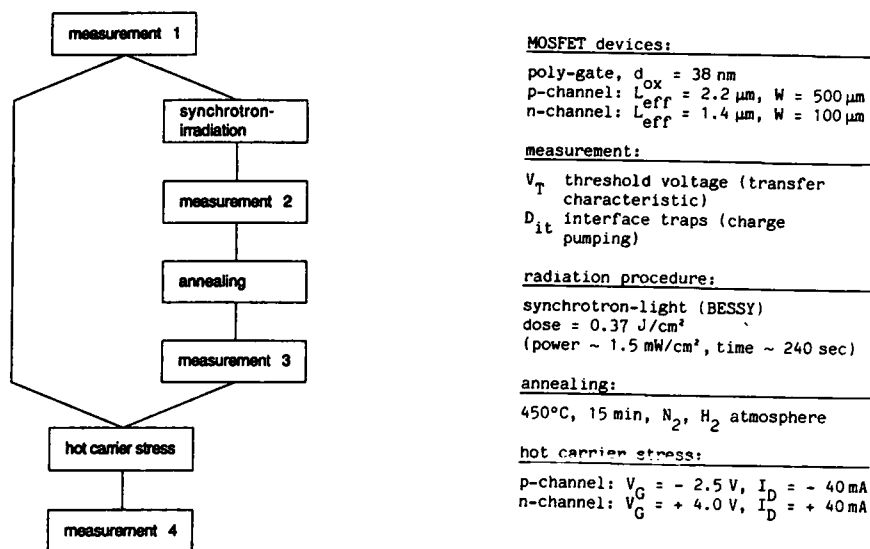 measurement 1
synchrotron-
irradiation
measurement 2
annealing
measurement 3
hot carrier stress
measurement 4
MOSFET devices:
poly-gate, d_ox = 38 nm
p-channel: L_eff = 2.2 µm, W = 500 µm
n-channel: L_eff = 1.4 µm, W = 100 µm
measurement:
V_T threshold voltage (transfer
characteristic)
D_it interface traps (charge
pumping)
radiation procedure:
synchrotron-light (BESSY)
dose = 0.37 J/cm²
(power ~ 1.5 mW/cm², time ~ 240 sec)
annealing:
450°C, 15 min, N₂, H₂ atmosphere
hot carrier stress:
p-channel: V_G = - 2.5 V, I_D = - 40 mA
n-channel: V_G = + 4.0 V, I_D = + 40 mA